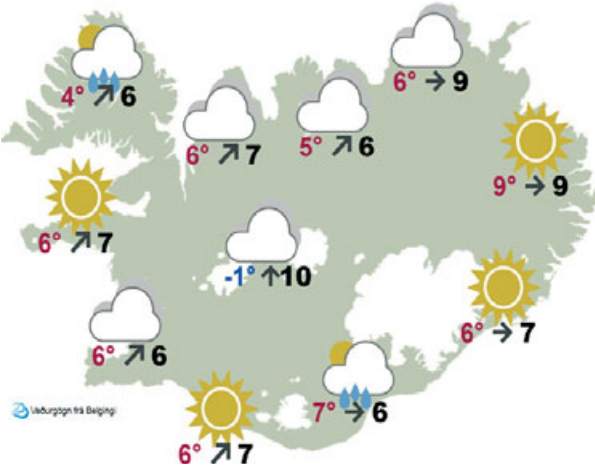 6° → 9
4° ↗ 6
6° ↗ 7
5° ↗ 6
9° → 9
6° ↗ 7
-1° ↑ 10
6° → 7
6° ↗ 6
7° → 6
Veðurgögn frá Belgingi
6° ↗ 7